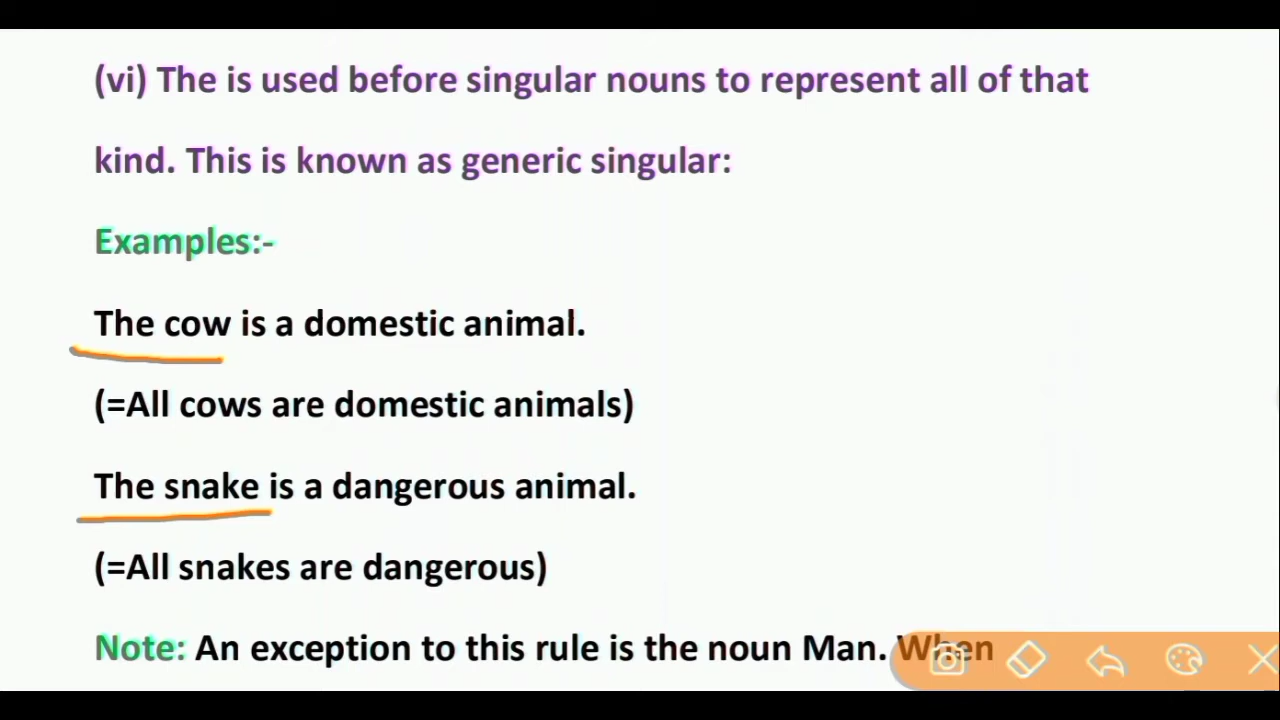 (vi) The is used before singular nouns to represent all of that
kind. This is known as generic singular:
Examples:-
The cow is a domestic animal.
(=All cows are domestic animals)
The snake is a dangerous animal.
(=All snakes are dangerous)
Note: An exception to this rule is the noun Man. When